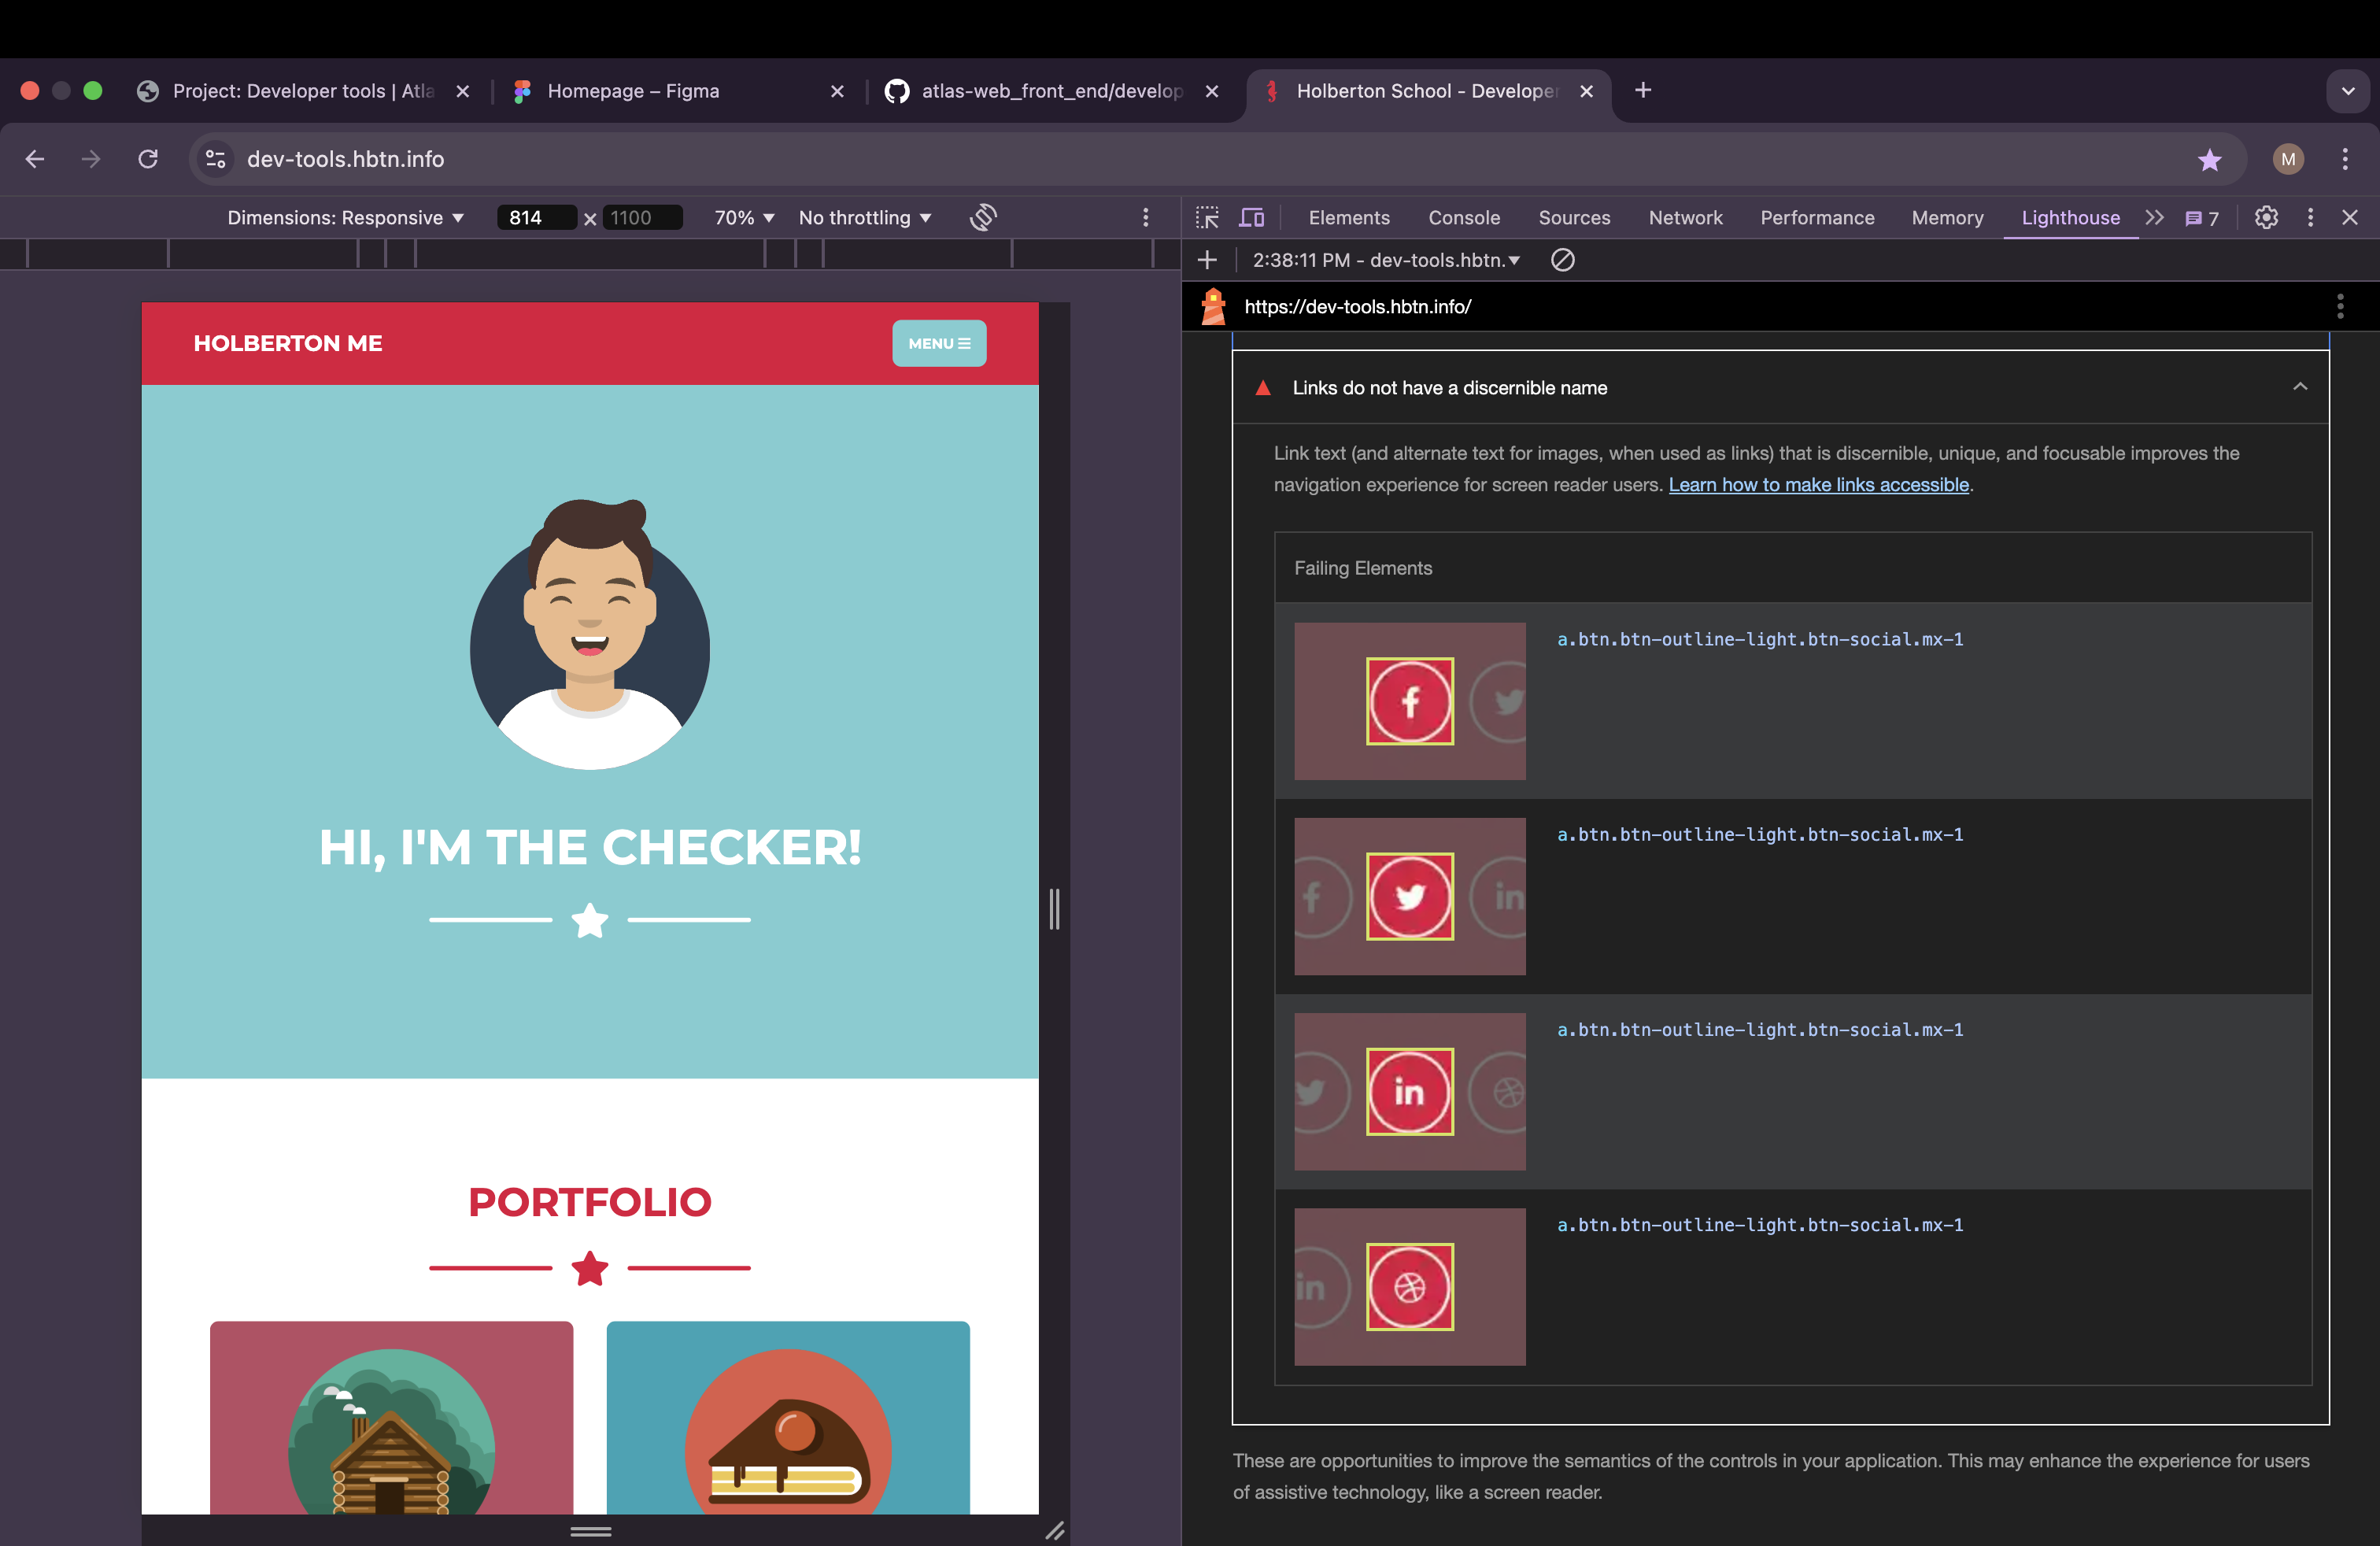 Project: Developer tools | Atla
Homepage – Figma
atlas-web_front_end/develop
Holberton School - Developer
dev-tools.hbtn.info
M
Dimensions: Responsive
814
1100
70%
No throttling
Elements
Console
Sources
Network
Performance
Memory
Lighthouse
7
2:38:11 PM - dev-tools.hbtn.
https://dev-tools.hbtn.info/
HOLBERTON ME
MENU
HI, I'M THE CHECKER!
PORTFOLIO
Links do not have a discernible name
Link text (and alternate text for images, when used as links) that is discernible, unique, and focusable improves the
navigation experience for screen reader users. Learn how to make links accessible.
Failing Elements
a.btn.btn-outline-light.btn-social.mx-1
a.btn.btn-outline-light.btn-social.mx-1
a.btn.btn-outline-light.btn-social.mx-1
a.btn.btn-outline-light.btn-social.mx-1
These are opportunities to improve the semantics of the controls in your application. This may enhance the experience for users
of assistive technology, like a screen reader.